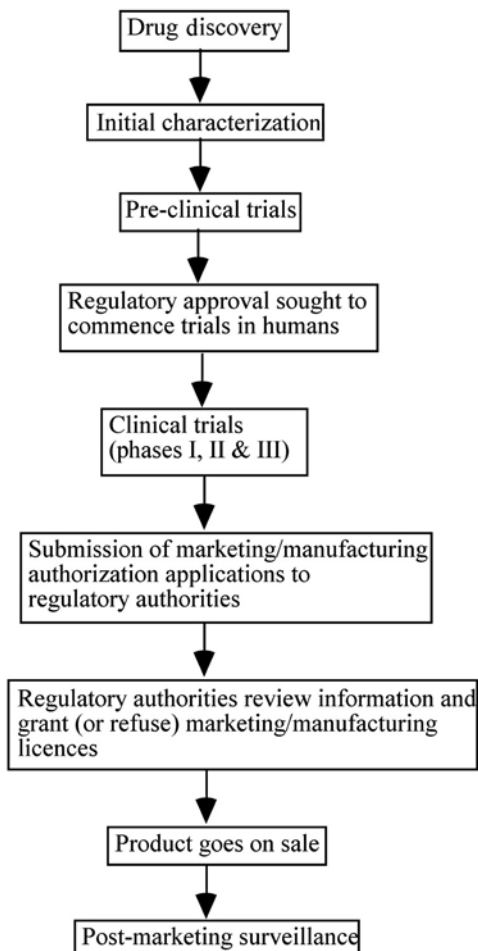 Drug discovery
Initial characterization
Pre-clinical trials
Regulatory approval sought to
commence trials in humans
Clinical trials
(phases I, II & III)
Submission of marketing/manufacturing
authorization applications to
regulatory authorities
Regulatory authorities review information and
grant (or refuse) marketing/manufacturing
licences
Product goes on sale
Post-marketing surveillance